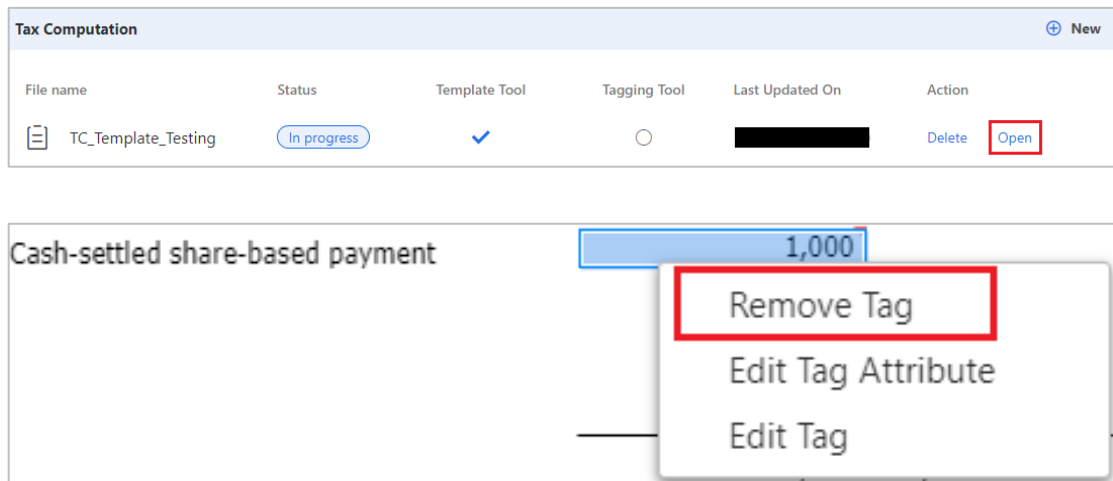 Tax Computation New
File name Status Template Tool Tagging Tool Last Updated On Action
TC_Template_Testing In progress Delete Open
Cash-settled share-based payment 1,000
Remove Tag
Edit Tag Attribute
Edit Tag